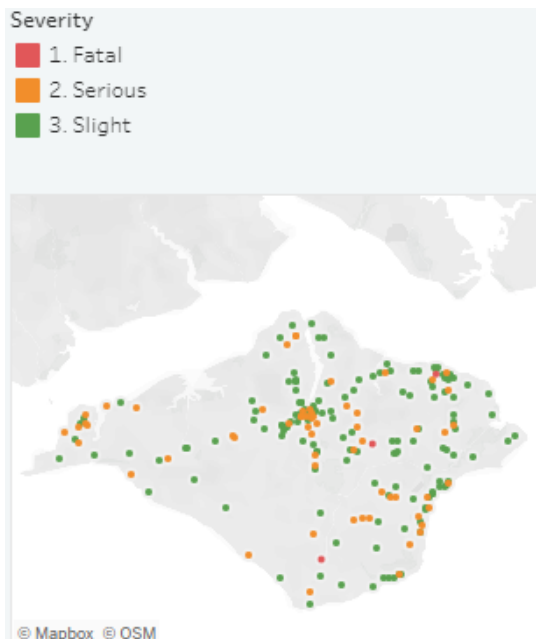 Severity
1. Fatal
2. Serious
3. Slight
© Mapbox © OSM